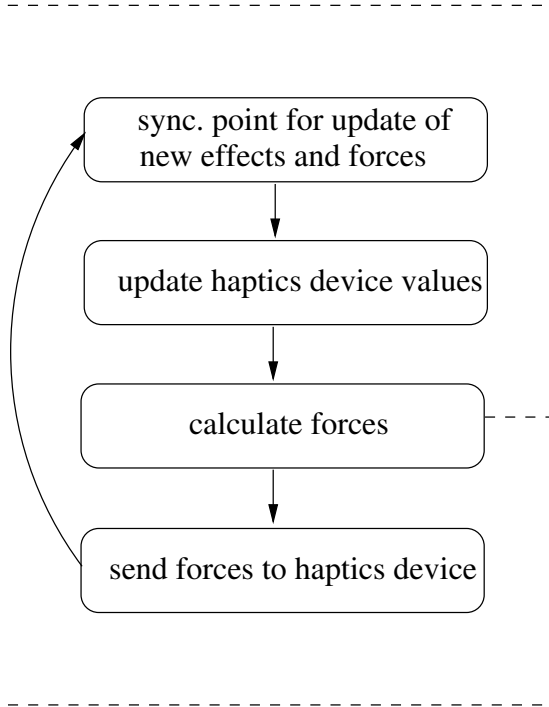 sync. point for update of
new effects and forces
update haptics device values
calculate forces
send forces to haptics device